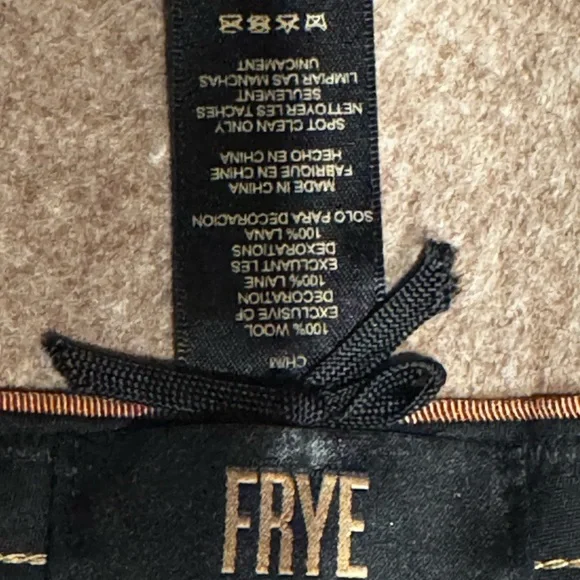 CH/M
100% WOOL
EXCLUSIVE OF
DECORATION
100% LAINE
EXCLUANT LES
DEXORATIONS
100% LANA
SOLO PARA DECORACION
MADE IN CHINA
FABRIQUE EN CHINE
HECHO EN CHINA
SPOT CLEAN ONLY
NETTOYER LES TACHES
SEULEMENT
LIMPIAR LAS MANCHAS
UNICAMENT
FRYE